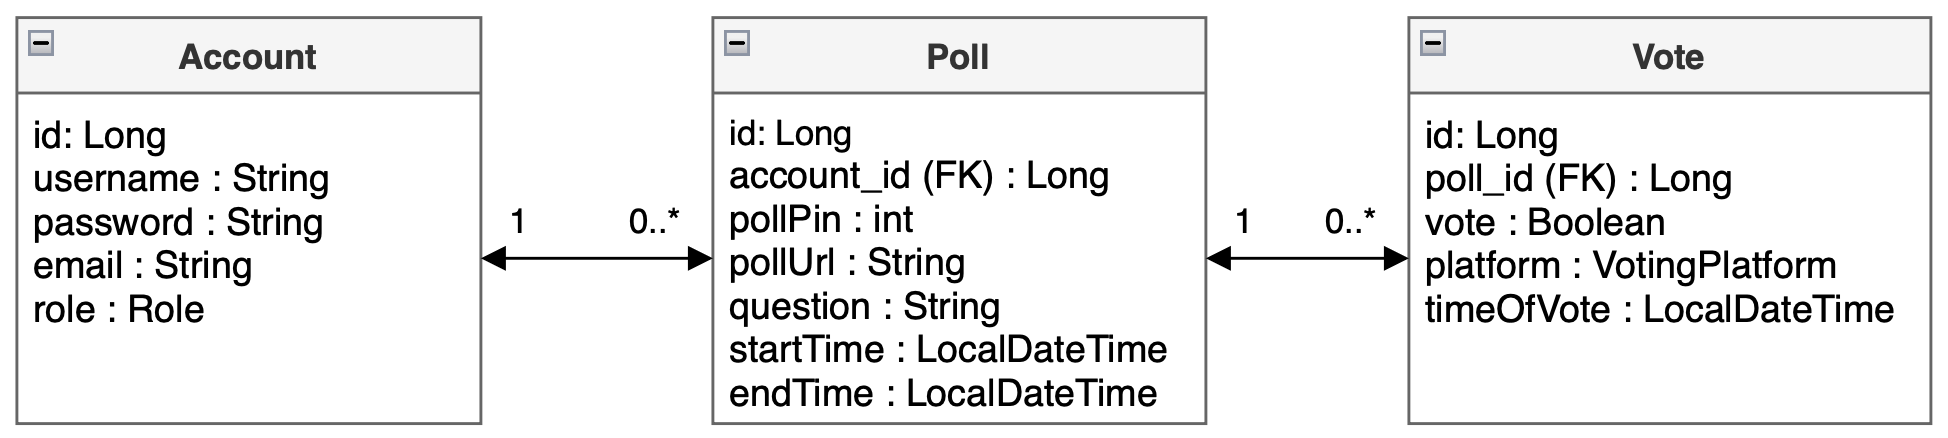 Account
id: Long
username : String
password : String
email : String
role : Role
1
0..*
Poll
id: Long
account_id (FK) : Long
pollPin : int
pollUrl : String
question : String
startTime : LocalDateTime
endTime : LocalDateTime
1
0..*
Vote
id: Long
poll_id (FK) : Long
vote : Boolean
platform : VotingPlatform
timeOfVote : LocalDateTime